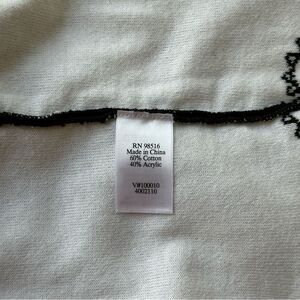 RN 98516
Made in China
60% Cotton
40% Acrylic
V#100010
4002110